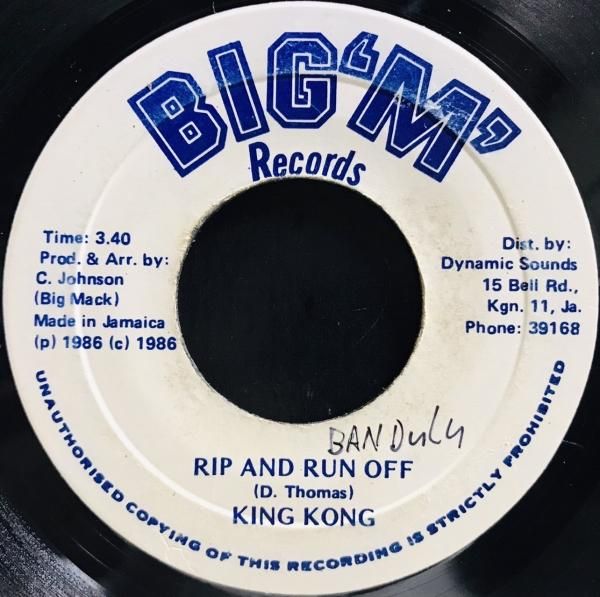 BIG 'M'
Records
Time: 3.40
Prod. & Arr. by:
C. Johnson
(Big Mack)
Made in Jamaica
(p) 1986 (c) 1986
Dist. by:
Dynamic Sounds
15 Bell Rd.,
Kgn. 11, Ja.
Phone: 39168
BANDULU
RIP AND RUN OFF
(D. Thomas)
KING KONG
UNAUTHORISED COPYING OF THIS RECORDING IS STRICTLY PROHIBITED